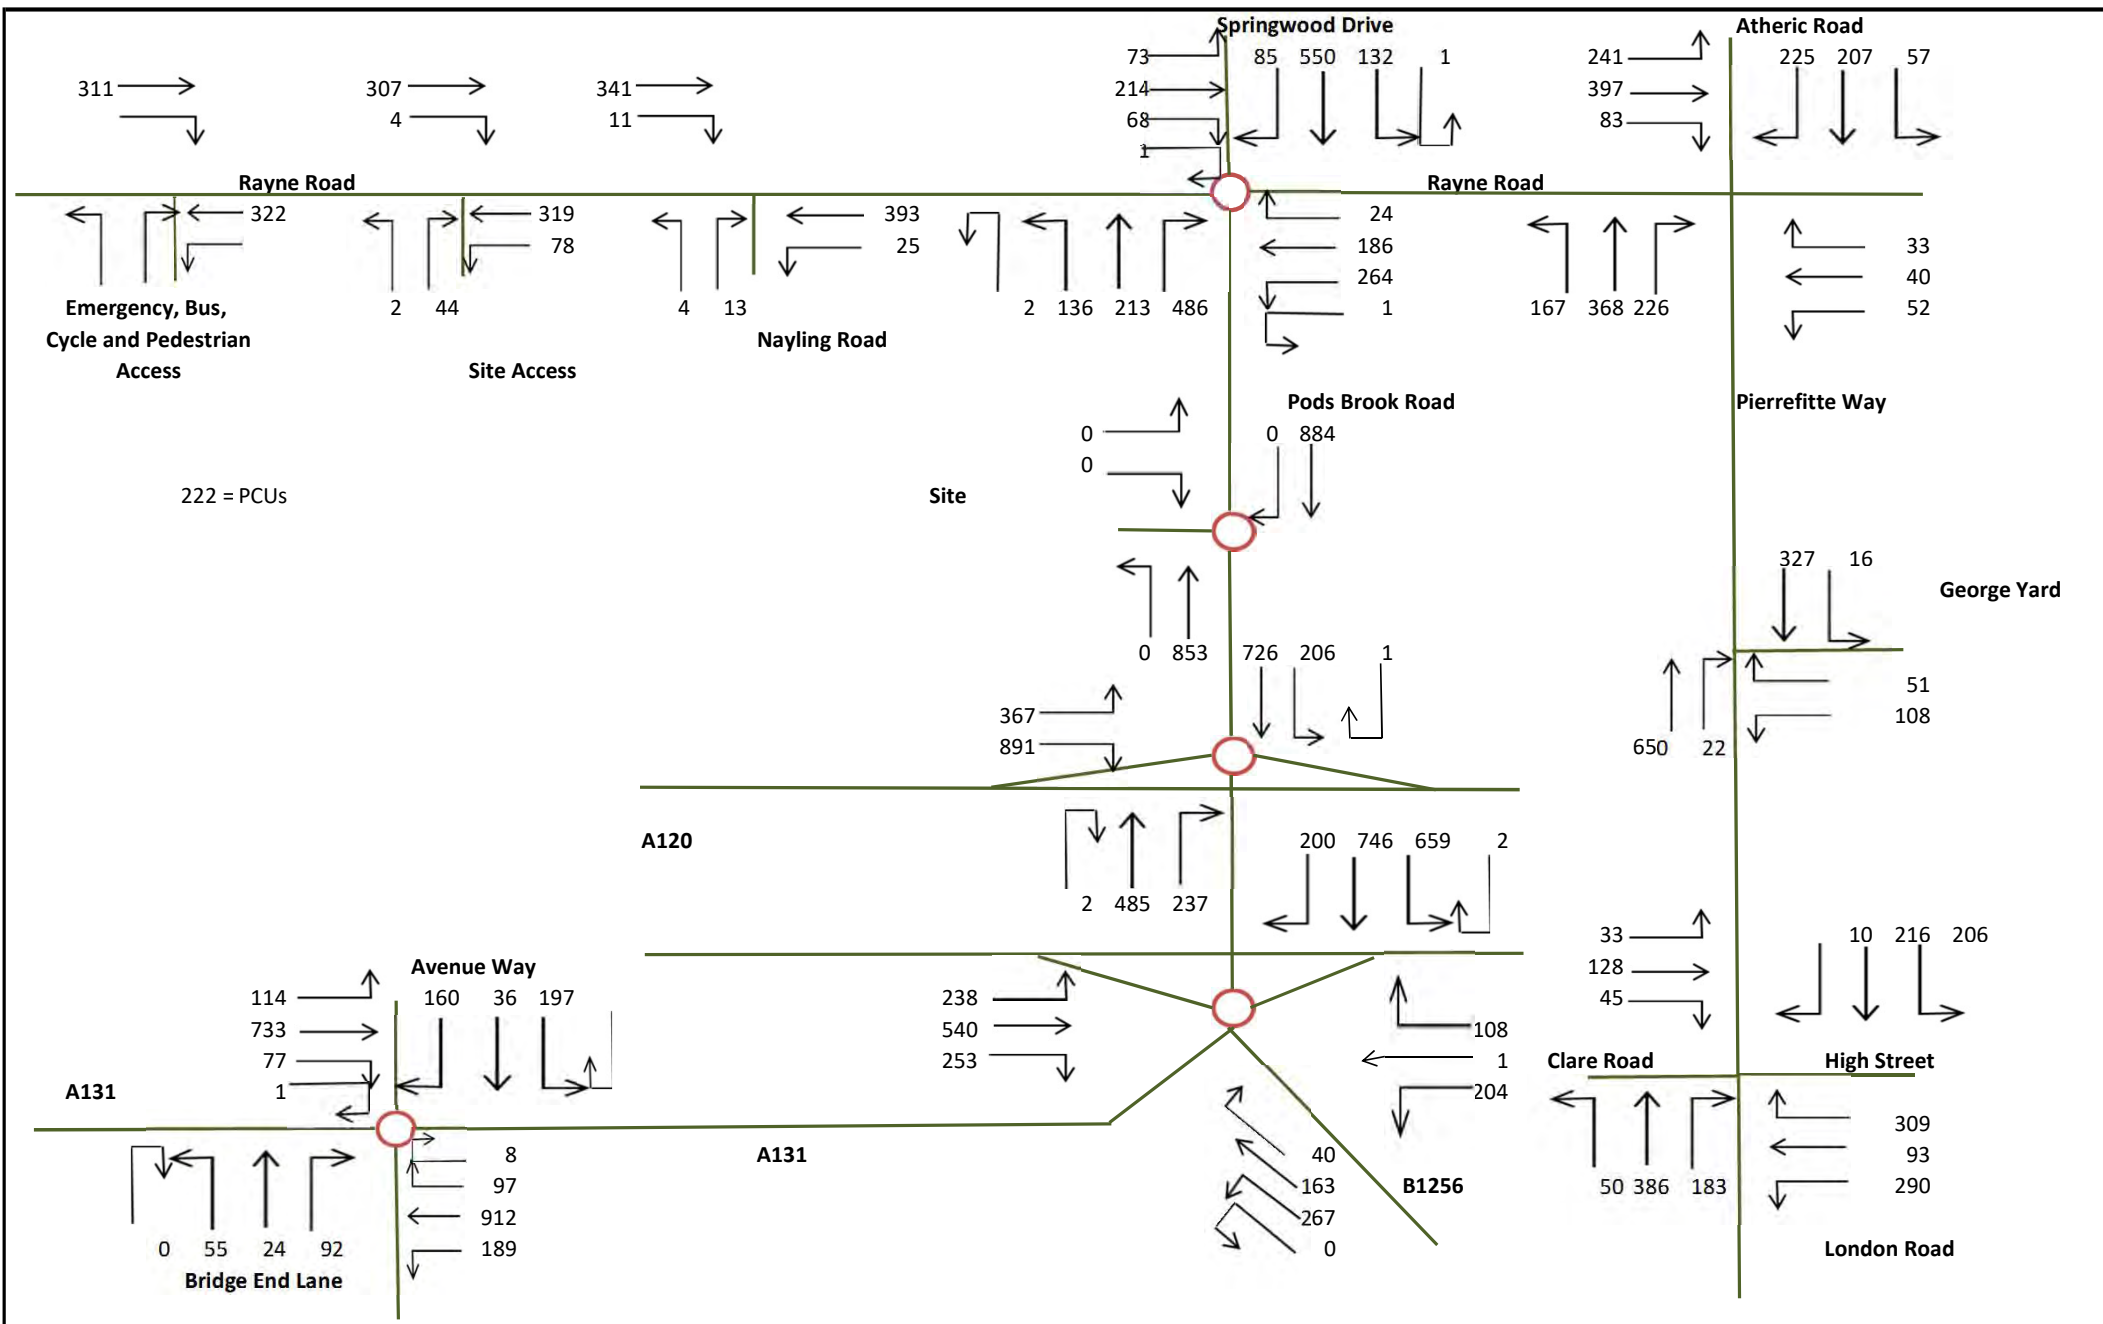 Springwood Drive
Atheric Road
73 85 550 132 1 241 225 207 57
311 307 341 214 397
4 11 68 83
1
Rayne Road Rayne Road
322 319 393 24 33
78 25 186 40
264 52
Emergency, Bus, 2 44 4 13 2 136 213 486 1 167 368 226
Cycle and Pedestrian Nayling Road
Access Site Access
Pods Brook Road Pierrefitte Way
0 0 884
0
222 = PCUs Site
327 16
George Yard
0 853 726 206 1
51
367 108
891 650 22
A120 200 746 659 2
2 485 237
33 10 216 206
Avenue Way 128
114 160 36 197 238 45
733 540 108
77 253 1 Clare Road High Street
A131 1 204
309
8 A131 40 93
97 163 B1256 50 386 183 290
912 267
0 55 24 92 189 0 London Road
Bridge End Lane